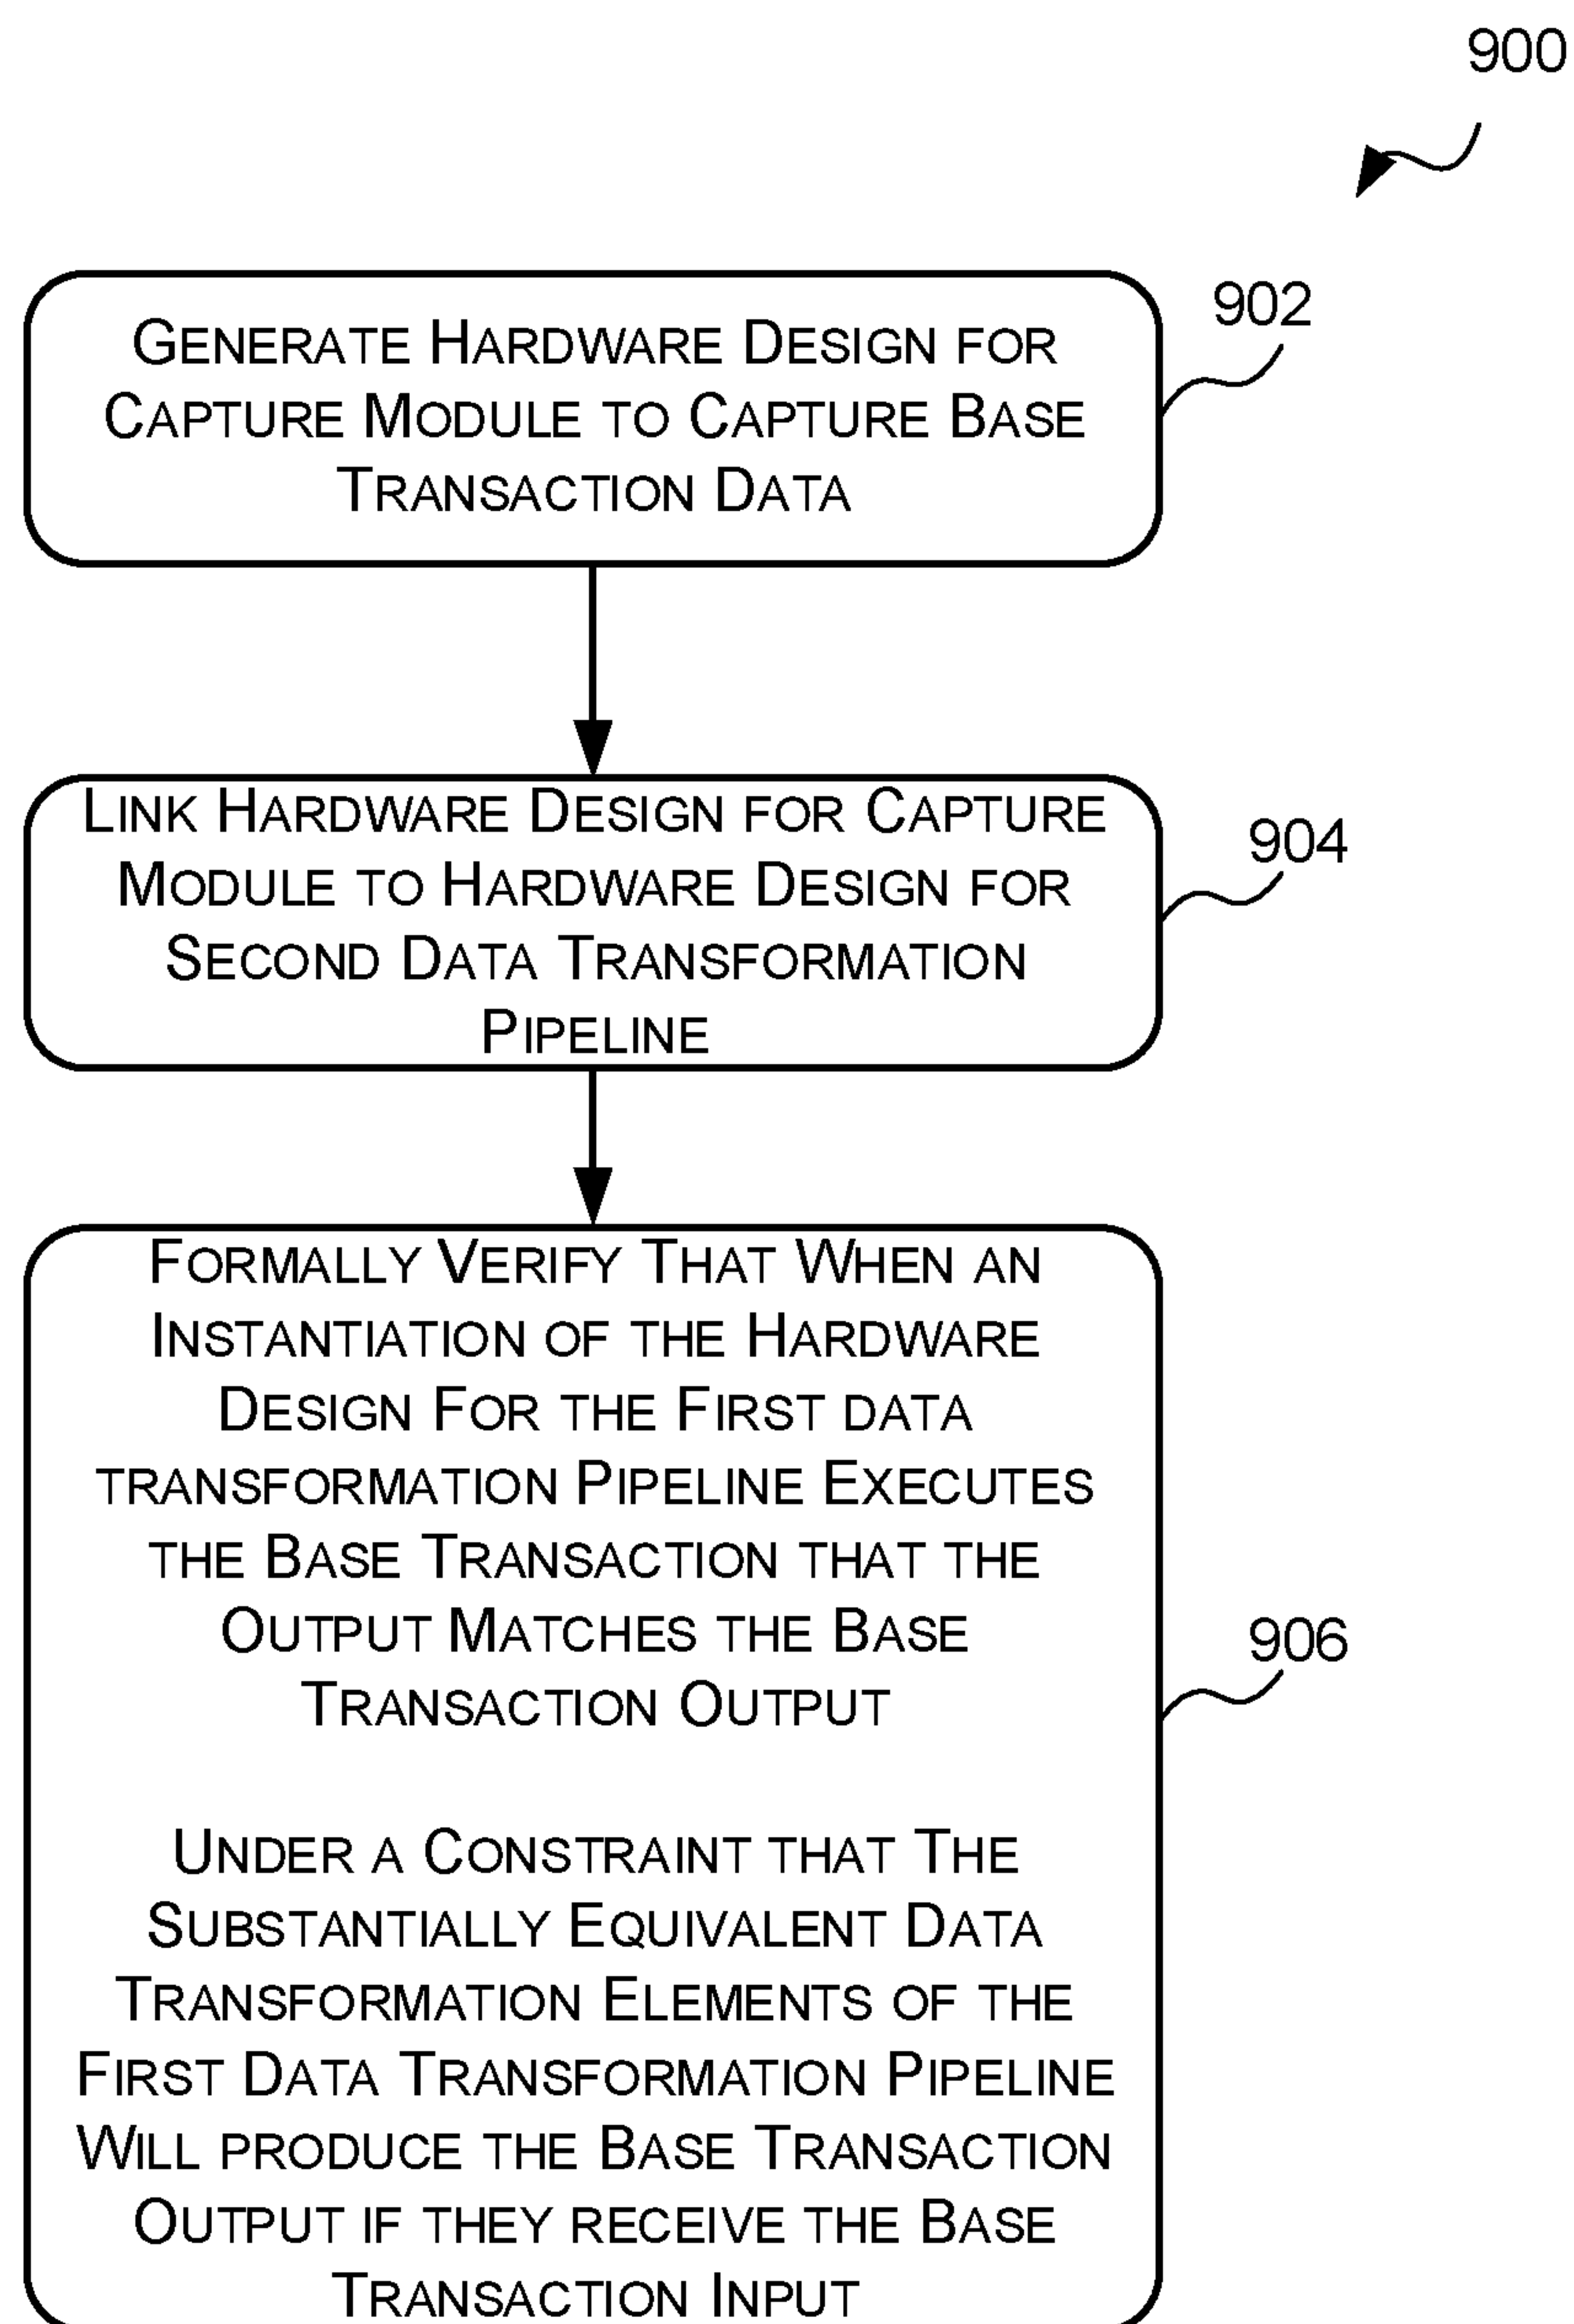 900
902
GENERATE HARDWARE DESIGN FOR
CAPTURE MODULE TO CAPTURE BASE
TRANSACTION DATA
LINK HARDWARE DESIGN FOR CAPTURE
MODULE TO HARDWARE DESIGN FOR
SECOND DATA TRANSFORMATION
PIPELINE
904
FORMALLY VERIFY THAT WHEN AN
INSTANTIATION OF THE HARDWARE
DESIGN FOR THE FIRST DATA
TRANSFORMATION PIPELINE EXECUTES
THE BASE TRANSACTION THAT THE
OUTPUT MATCHES THE BASE
TRANSACTION OUTPUT
906
UNDER A CONSTRAINT THAT THE
SUBSTANTIALLY EQUIVALENT DATA
TRANSFORMATION ELEMENTS OF THE
FIRST DATA TRANSFORMATION PIPELINE
WILL PRODUCE THE BASE TRANSACTION
OUTPUT IF THEY RECEIVE THE BASE
TRANSACTION INPUT